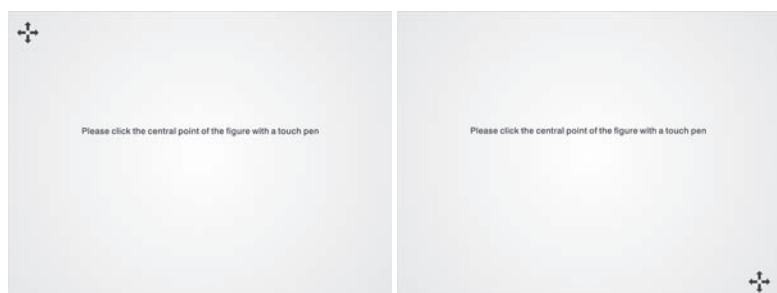 Please click the central point of the figure with a touch pen
Please click the central point of the figure with a touch pen